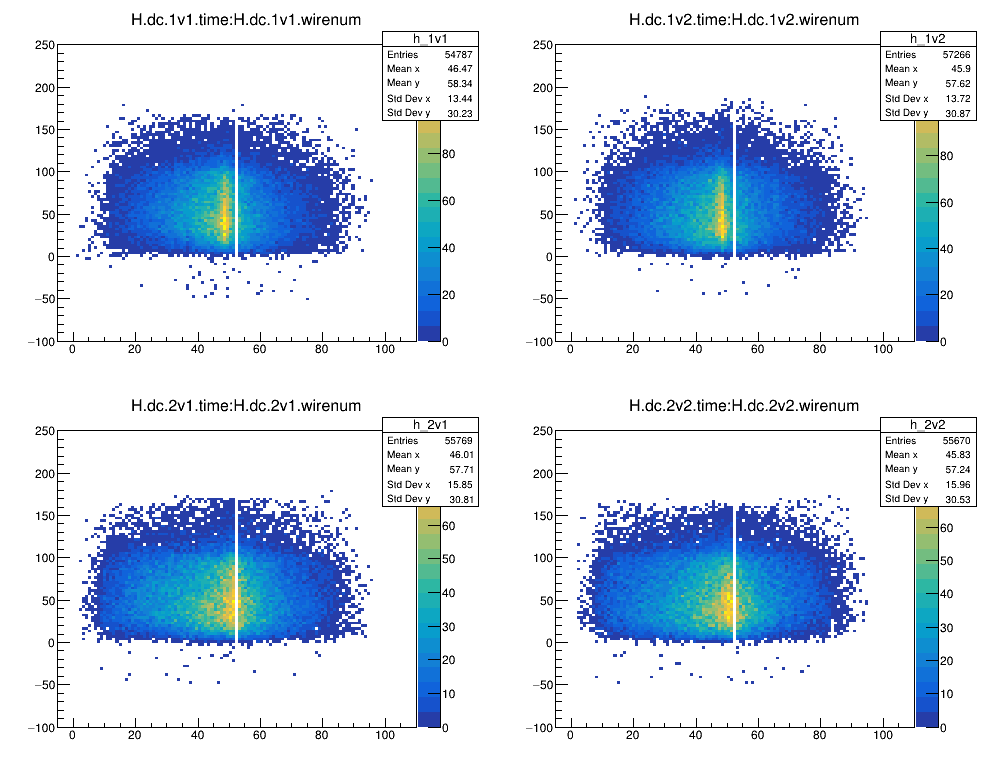 H.dc.1v1.time:H.dc.1v1.wirenum
h_1v1
Entries 54787
Mean x 46.47
Mean y 58.34
Std Dev x 13.44
Std Dev y 30.23
250
200
150
100
50
0
−50
−100
0 20 40 60 80 100
80
60
40
20
0
H.dc.1v2.time:H.dc.1v2.wirenum
h_1v2
Entries 57266
Mean x 45.9
Mean y 57.62
Std Dev x 13.72
Std Dev y 30.87
250
200
150
100
50
0
−50
−100
0 20 40 60 80 100
80
60
40
20
0
H.dc.2v1.time:H.dc.2v1.wirenum
h_2v1
Entries 55769
Mean x 46.01
Mean y 57.71
Std Dev x 15.85
Std Dev y 30.81
250
200
150
100
50
0
−50
−100
0 20 40 60 80 100
60
50
40
30
20
10
0
H.dc.2v2.time:H.dc.2v2.wirenum
h_2v2
Entries 55670
Mean x 45.83
Mean y 57.24
Std Dev x 15.96
Std Dev y 30.53
250
200
150
100
50
0
−50
−100
0 20 40 60 80 100
60
50
40
30
20
10
0